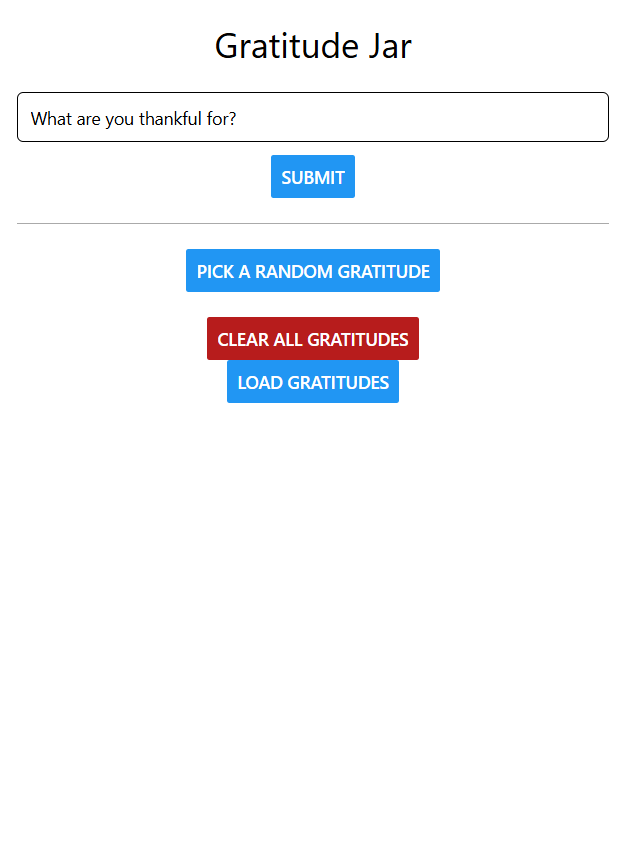 Gratitude Jar
What are you thankful for?
SUBMIT
PICK A RANDOM GRATITUDE
CLEAR ALL GRATITUDES
LOAD GRATITUDES